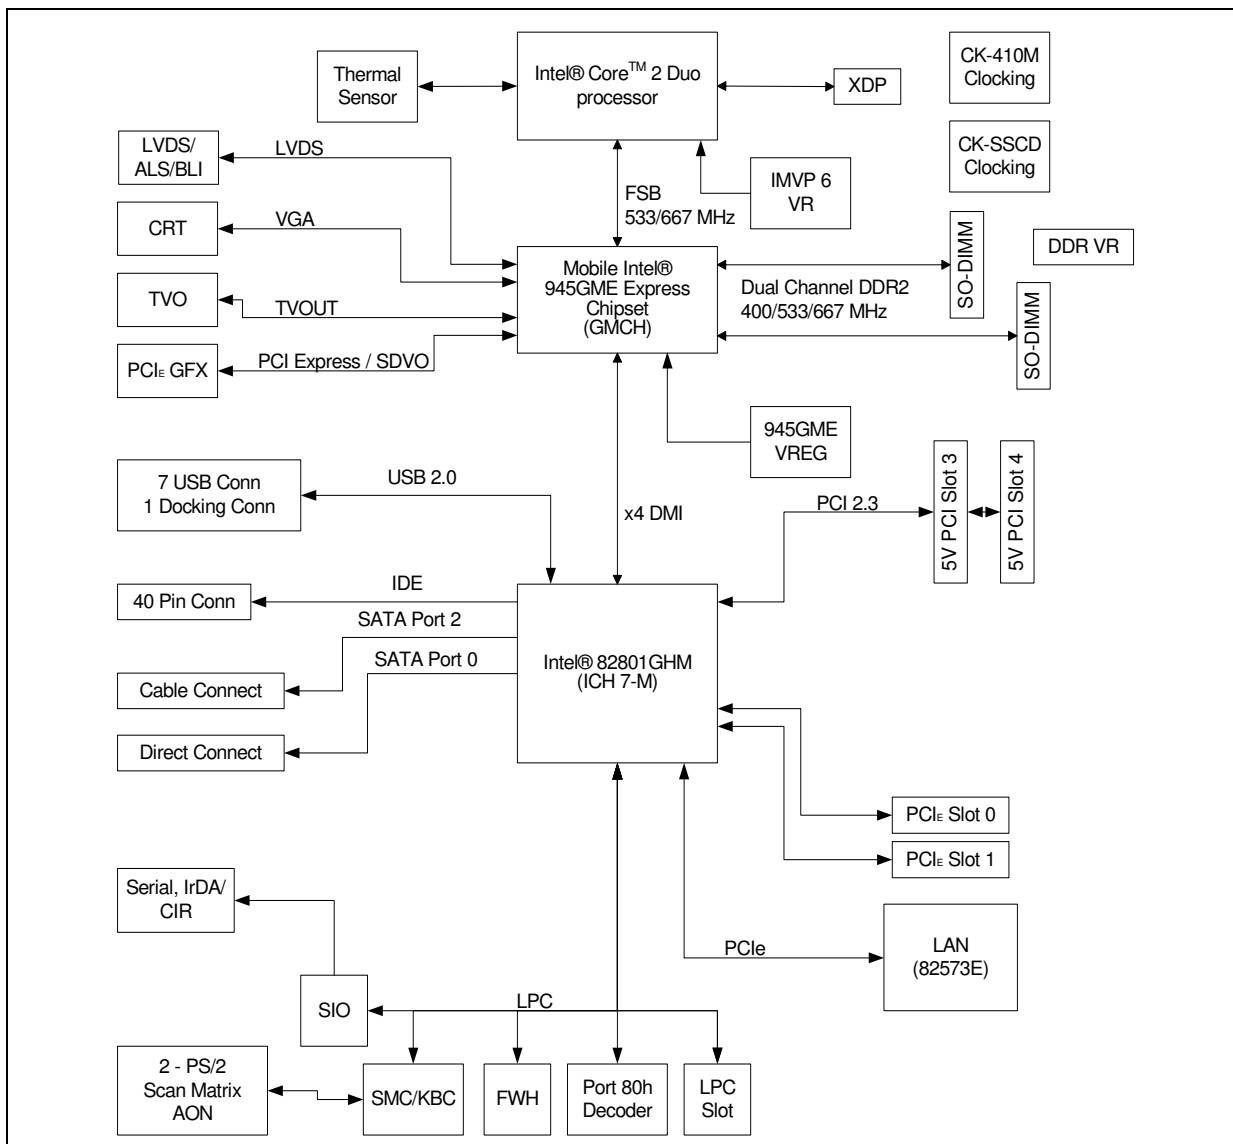 Thermal
Sensor
Intel® Core™ 2 Duo
processor
XDP
CK-410M
Clocking
LVDS/
ALS/BLI
LVDS
CK-SSCD
Clocking
FSB
533/667 MHz
IMVP 6
VR
CRT
VGA
SO-DIMM
DDR VR
Mobile Intel®
945GME Express
Chipset
(GMCH)
Dual Channel DDR2
400/533/667 MHz
SO-DIMM
TVO
TVOUT
PCIE GFX
PCI Express / SDVO
945GME
VREG
7 USB Conn
1 Docking Conn
USB 2.0
x4 DMI
PCI 2.3
5V PCI Slot 3
5V PCI Slot 4
40 Pin Conn
IDE
SATA Port 2
SATA Port 0
Intel® 82801GHM
(ICH 7-M)
Cable Connect
Direct Connect
PCIE Slot 0
PCIE Slot 1
Serial, IrDA/
CIR
PCIe
LAN
(82573E)
SIO
LPC
2 - PS/2
Scan Matrix
AON
SMC/KBC
FWH
Port 80h
Decoder
LPC
Slot